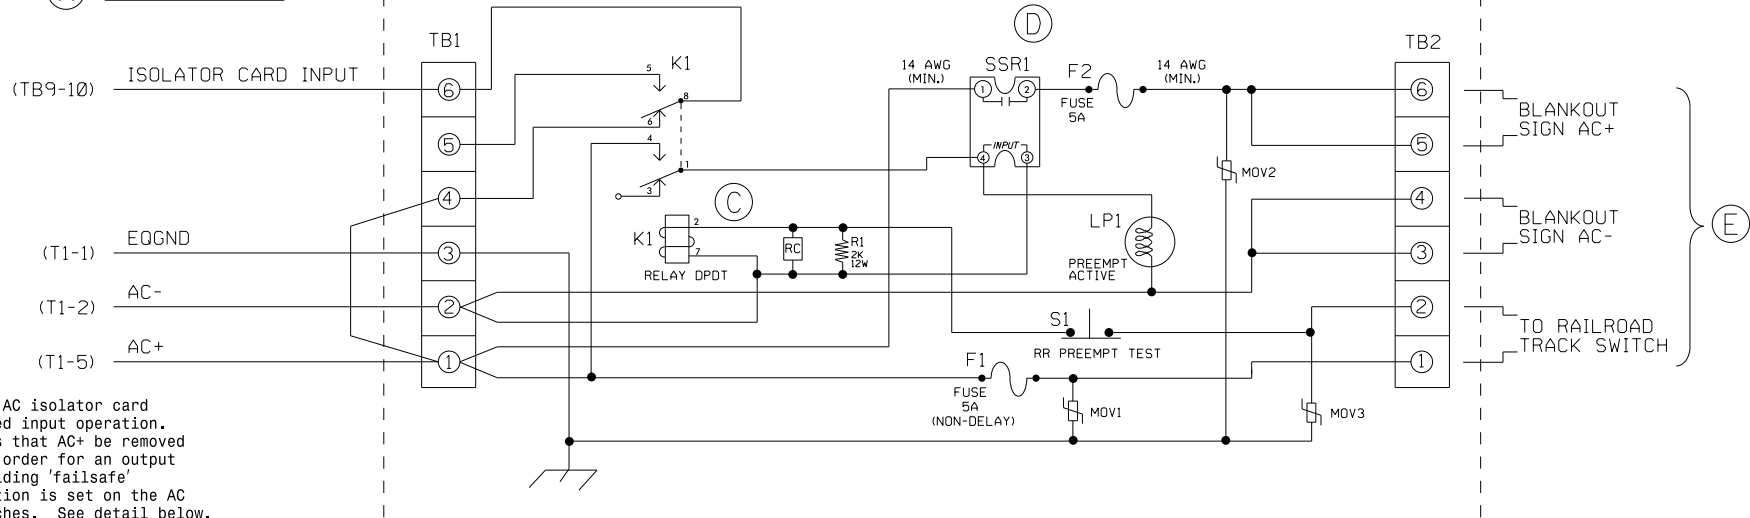 D
TB1
TB2
6
5
4
3
2
1
(TB9-10)
ISOLATOR CARD INPUT
(T1-1)
EQGND
(T1-2)
AC-
(T1-5)
AC+
K1
5
8
6
4
1
3
14 AWG
(MIN.)
SSR1
1
2
INPUT
4
3
F2
FUSE
5A
14 AWG
(MIN.)
MOV2
C
K1
2
7
RELAY DPDT
RC
R1
2K
12W
LP1
PREEMPT
ACTIVE
S1
RR PREEMPT TEST
F1
FUSE
5A
(NON-DELAY)
MOV1
MOV3
6
5
4
3
2
1
BLANKOUT
SIGN AC+
BLANKOUT
SIGN AC-
TO RAILROAD
TRACK SWITCH
E
AC isolator card
ed input operation.
s that AC+ be removed
order for an output
lding 'failsafe'
tion is set on the AC
ches. See detail below.